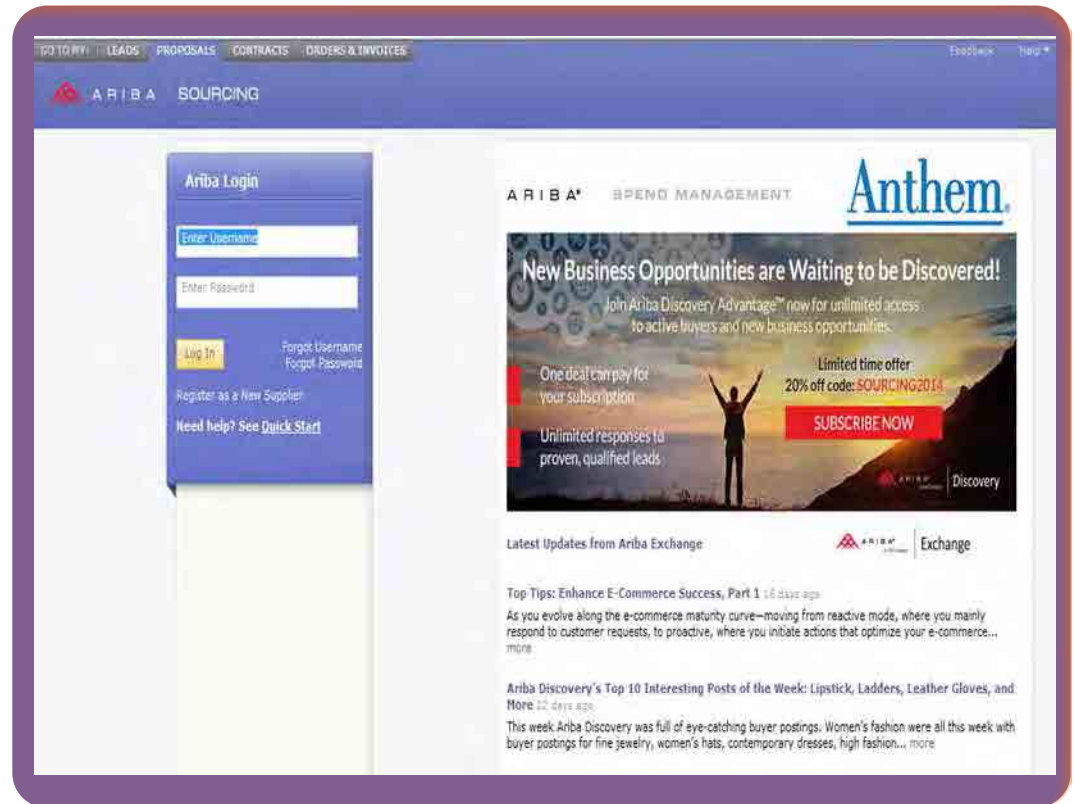 GO TO MY: LEADS PROPOSALS CONTRACTS ORDERS & INVOICES
Feedback Help
ARIBA SOURCING
Ariba Login
Enter Username
Enter Password
Log In
Forgot Username
Forgot Password
Register as a New Supplier
Need help? See Quick Start
ARIBA® SPEND MANAGEMENT
Anthem®
New Business Opportunities are Waiting to be Discovered!
Join Ariba Discovery Advantage™ now for unlimited access
to active buyers and new business opportunities.
One deal can pay for
your subscription
Unlimited responses to
proven, qualified leads
Limited time offer
20% off code: SOURCING2014
SUBSCRIBE NOW
ARIBA Discovery
Latest Updates from Ariba Exchange
ARIBA® Exchange
Top Tips: Enhance E-Commerce Success, Part 1 16 days ago
As you evolve along the e-commerce maturity curve—moving from reactive mode, where you mainly
respond to customer requests, to proactive, where you initiate actions that optimize your e-commerce...
more
Ariba Discovery's Top 10 Interesting Posts of the Week: Lipstick, Ladders, Leather Gloves, and
More days ago
This week Ariba Discovery was full of eye-catching buyer postings. Women's fashion were all this week with
buyer postings for fine jewelry, women's hats, contemporary dresses, high fashion... more